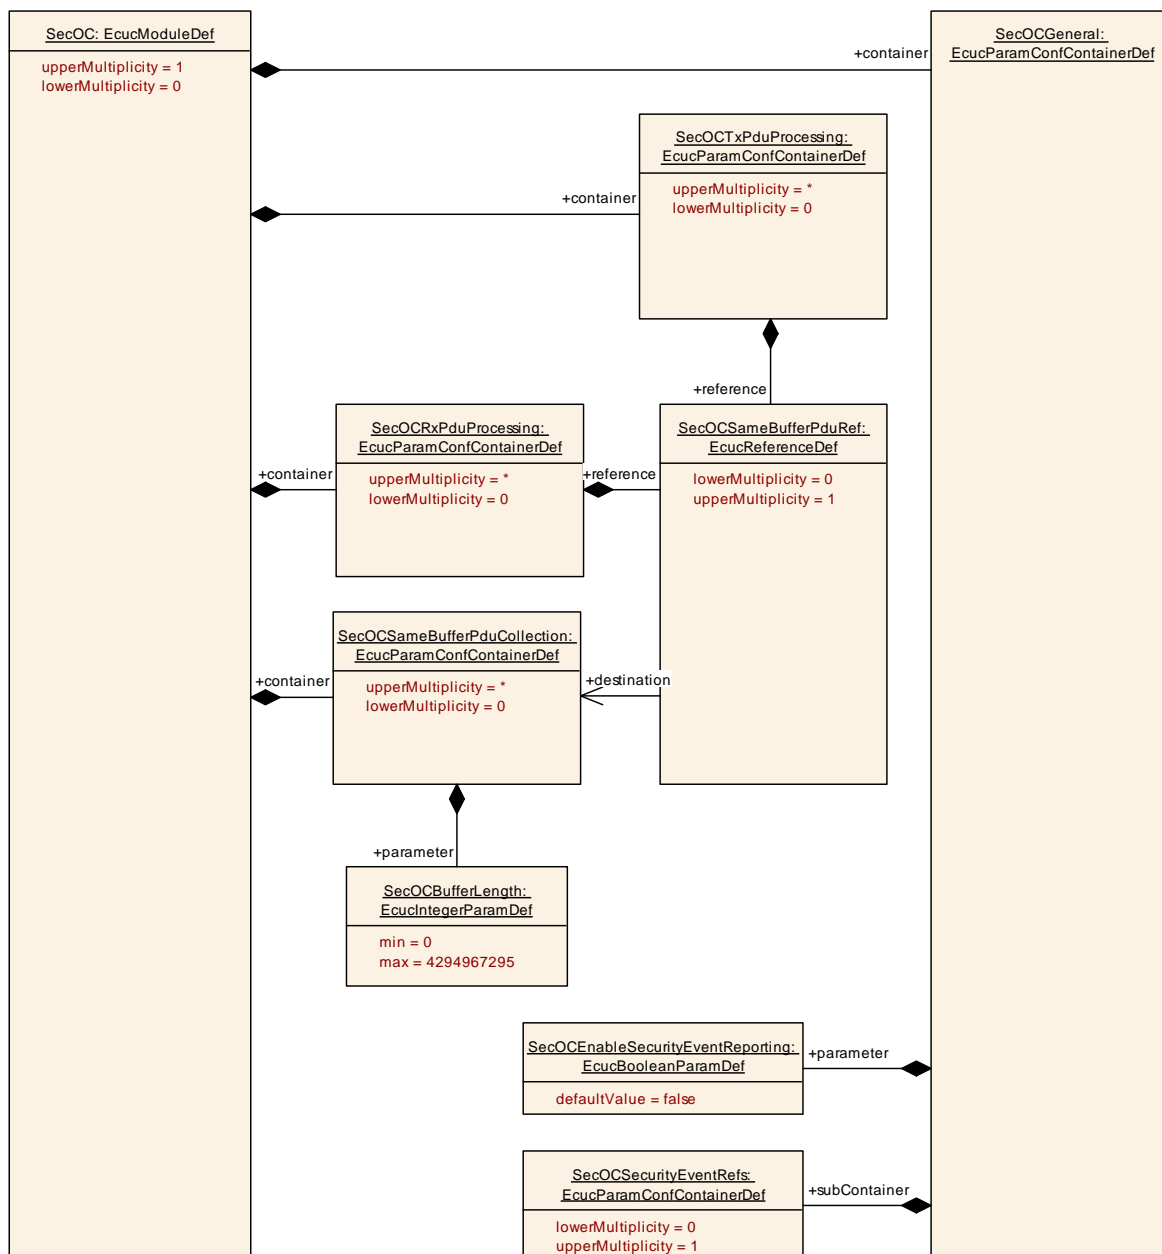 SecOC: EcucModuleDef
upperMultiplicity = 1
lowerMultiplicity = 0
+container
SecOCGeneral:
EcucParamConfContainerDef
SecOCTxPduProcessing:
EcucParamConfContainerDef
upperMultiplicity = *
lowerMultiplicity = 0
+container
+reference
SecOCRxPduProcessing:
EcucParamConfContainerDef
upperMultiplicity = *
lowerMultiplicity = 0
+container
+reference
SecOCSameBufferPduRef:
EcucReferenceDef
lowerMultiplicity = 0
upperMultiplicity = 1
SecOCSameBufferPduCollection:
EcucParamConfContainerDef
upperMultiplicity = *
lowerMultiplicity = 0
+container
+destination
+parameter
SecOCBufferLength:
EcucIntegerParamDef
min = 0
max = 4294967295
SecOCEnableSecurityEventReporting:
EcucBooleanParamDef
defaultValue = false
+parameter
SecOCSecurityEventRefs:
EcucParamConfContainerDef
lowerMultiplicity = 0
upperMultiplicity = 1
+subContainer